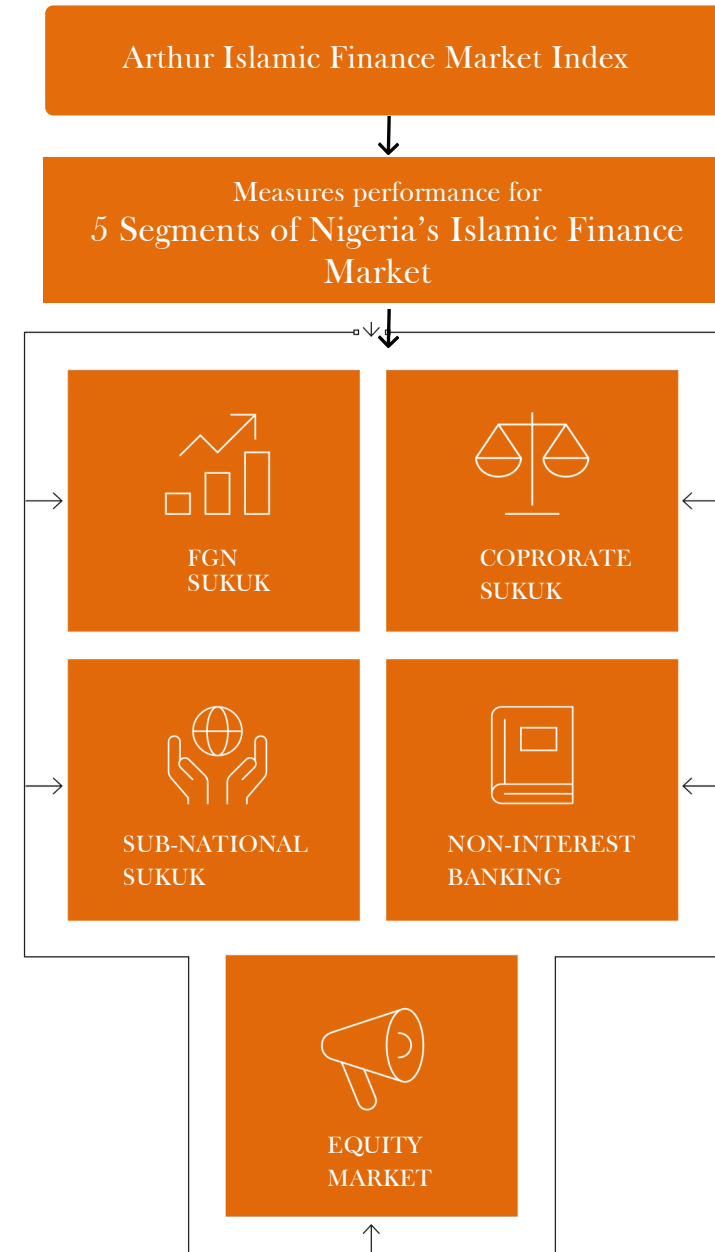 Arthur Islamic Finance Market Index
Measures performance for
5 Segments of Nigeria’s Islamic Finance
Market
FGN
SUKUK
COPRORATE
SUKUK
SUB-NATIONAL
SUKUK
NON-INTEREST
BANKING
EQUITY
MARKET